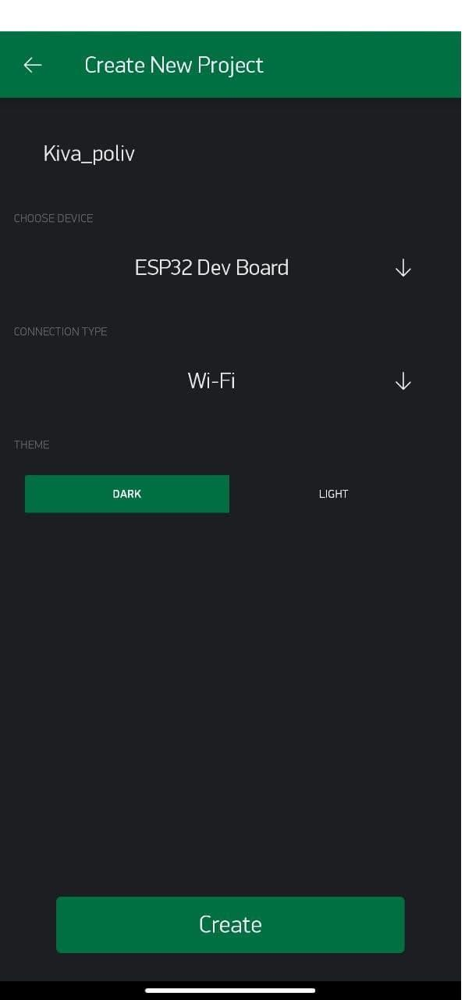 Create New Project
Kiva_poliv
CHOOSE DEVICE
ESP32 Dev Board
CONNECTION TYPE
Wi-Fi
THEME
DARK LIGHT
Create